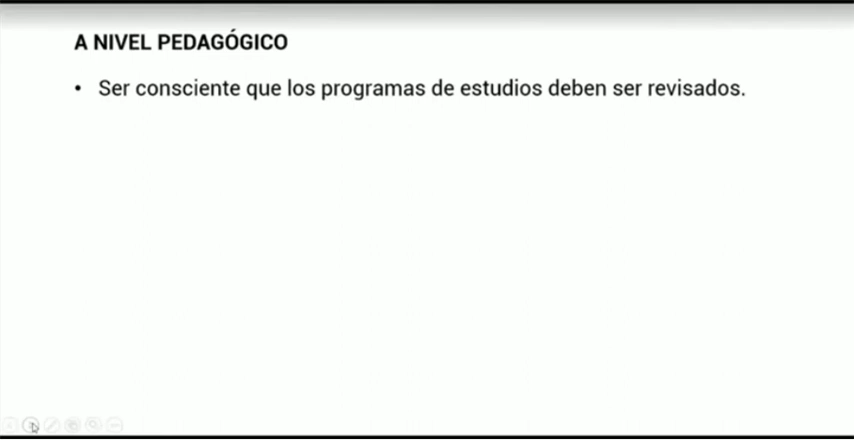 A NIVEL PEDAGÓGICO
• Ser consciente que los programas de estudios deben ser revisados.